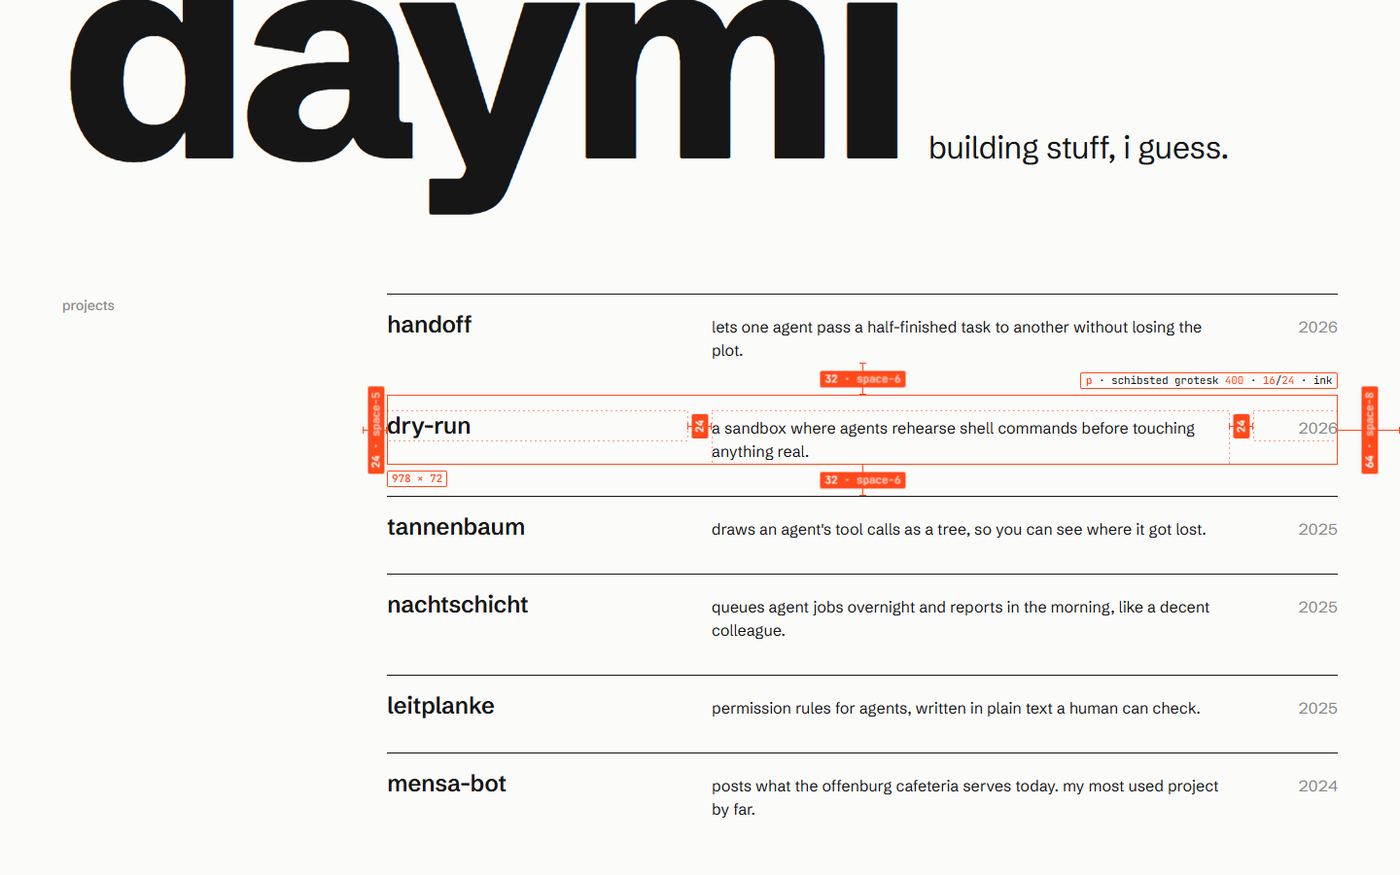 daymi
building stuff, i guess.
projects
handoff
lets one agent pass a half-finished task to another without losing the
plot.
2026
32 · space-6
p · schibsted grotesk 400 · 16/24 · ink
24 · space-5
dry-run
24
a sandbox where agents rehearse shell commands before touching
anything real.
24
2026
64 · space-8
978 × 72
32 · space-6
tannenbaum
draws an agent's tool calls as a tree, so you can see where it got lost.
2025
nachtschicht
queues agent jobs overnight and reports in the morning, like a decent
colleague.
2025
leitplanke
permission rules for agents, written in plain text a human can check.
2025
mensa-bot
posts what the offenburg cafeteria serves today. my most used project
by far.
2024